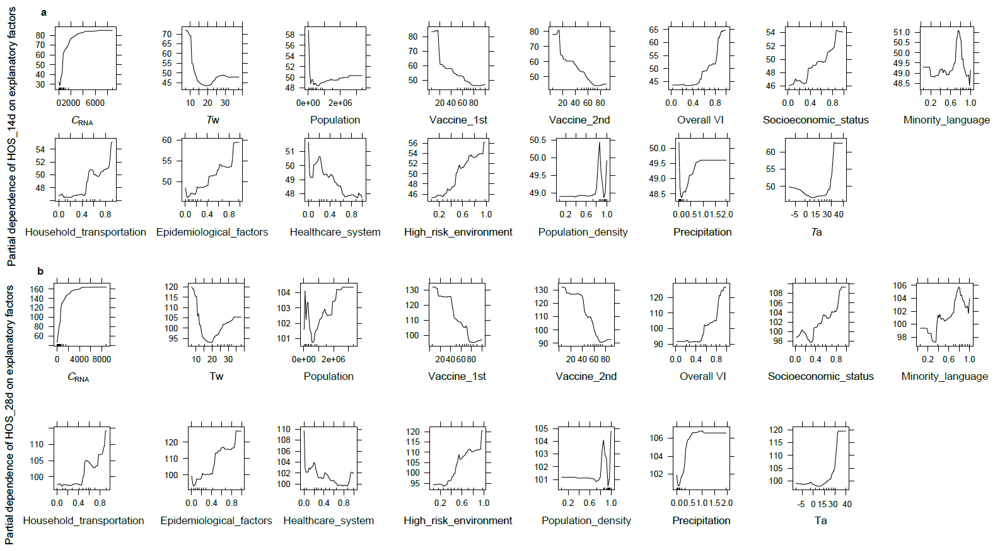 a
Partial dependence of HOS_14d on explanatory factors
80
70
60
50
40
30
02000 6000
CRNA
70
65
60
55
50
45
10 20 30
Tw
58
56
54
52
50
48
0e+00 2e+06
Population
80
60
50
20 40 60 80
Vaccine_1st
80
70
60
50
20 40 60 80
Vaccine_2nd
65
60
55
50
45
0.0 0.4 0.8
Overall VI
54
52
50
48
46
0.0 0.4 0.8
Socioeconomic_status
51.0
50.5
50.0
49.5
49.0
48.5
0.2 0.6 1.0
Minority_language
54
52
50
48
0.0 0.4 0.8
Household_transportation
60
55
50
0.0 0.4 0.8
Epidemiological_factors
51
50
49
48
0.0 0.4 0.8
Healthcare_system
56
54
52
50
48
46
0.2 0.6 1.0
High_risk_environment
50.5
50.0
49.5
49.0
0.2 0.6 1.0
Population_density
50.0
49.5
49.0
48.5
0.00.51.01.52.0
Precipitation
60
55
50
-5 0 15 30 40
Ta
b
Partial dependence of HOS_28d on explanatory factors
160
140
120
100
80
60
0 4000 8000
CRNA
120
115
110
105
100
95
10 20 30
Tw
104
103
102
101
0e+00 2e+06
Population
130
120
110
100
20 40 60 80
Vaccine_1st
130
120
110
100
90
20 40 60 80
Vaccine_2nd
120
110
100
90
0.0 0.4 0.8
Overall VI
108
106
104
102
100
98
0.0 0.4 0.8
Socioeconomic_status
106
104
102
100
98
0.2 0.6 1.0
Minority_language
110
105
100
0.0 0.4 0.8
Household_transportation
120
110
100
0.0 0.4 0.8
Epidemiological_factors
110
108
106
104
102
100
0.0 0.4 0.8
Healthcare_system
120
115
110
105
100
95
0.2 0.6 1.0
High_risk_environment
105
104
103
102
101
0.2 0.6 1.0
Population_density
106
104
102
0.00.51.01.52.0
Precipitation
120
115
110
105
100
-5 0 15 30 40
Ta